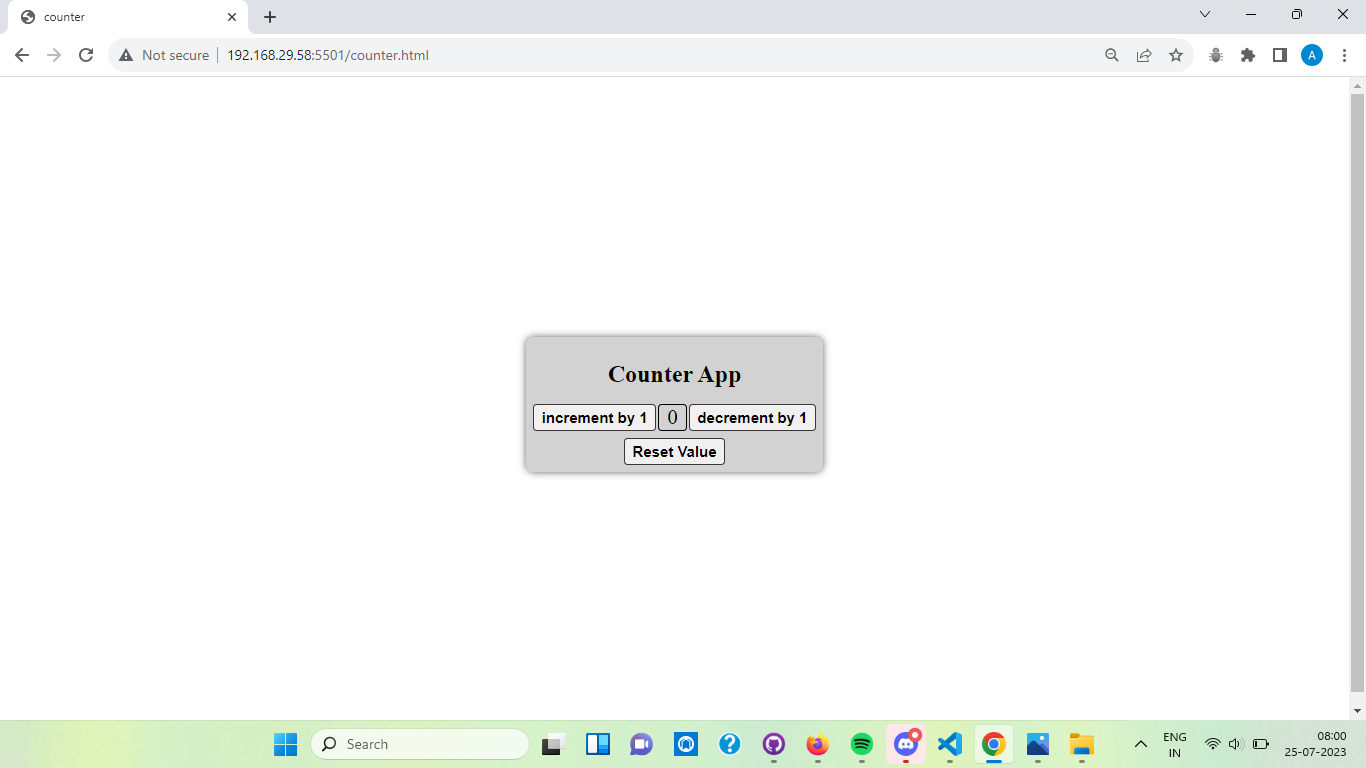 counter
Not secure 192.168.29.58:5501/counter.html
A
Counter App
increment by 1 0 decrement by 1
Reset Value
Search
ENG
IN
08:00
25-07-2023